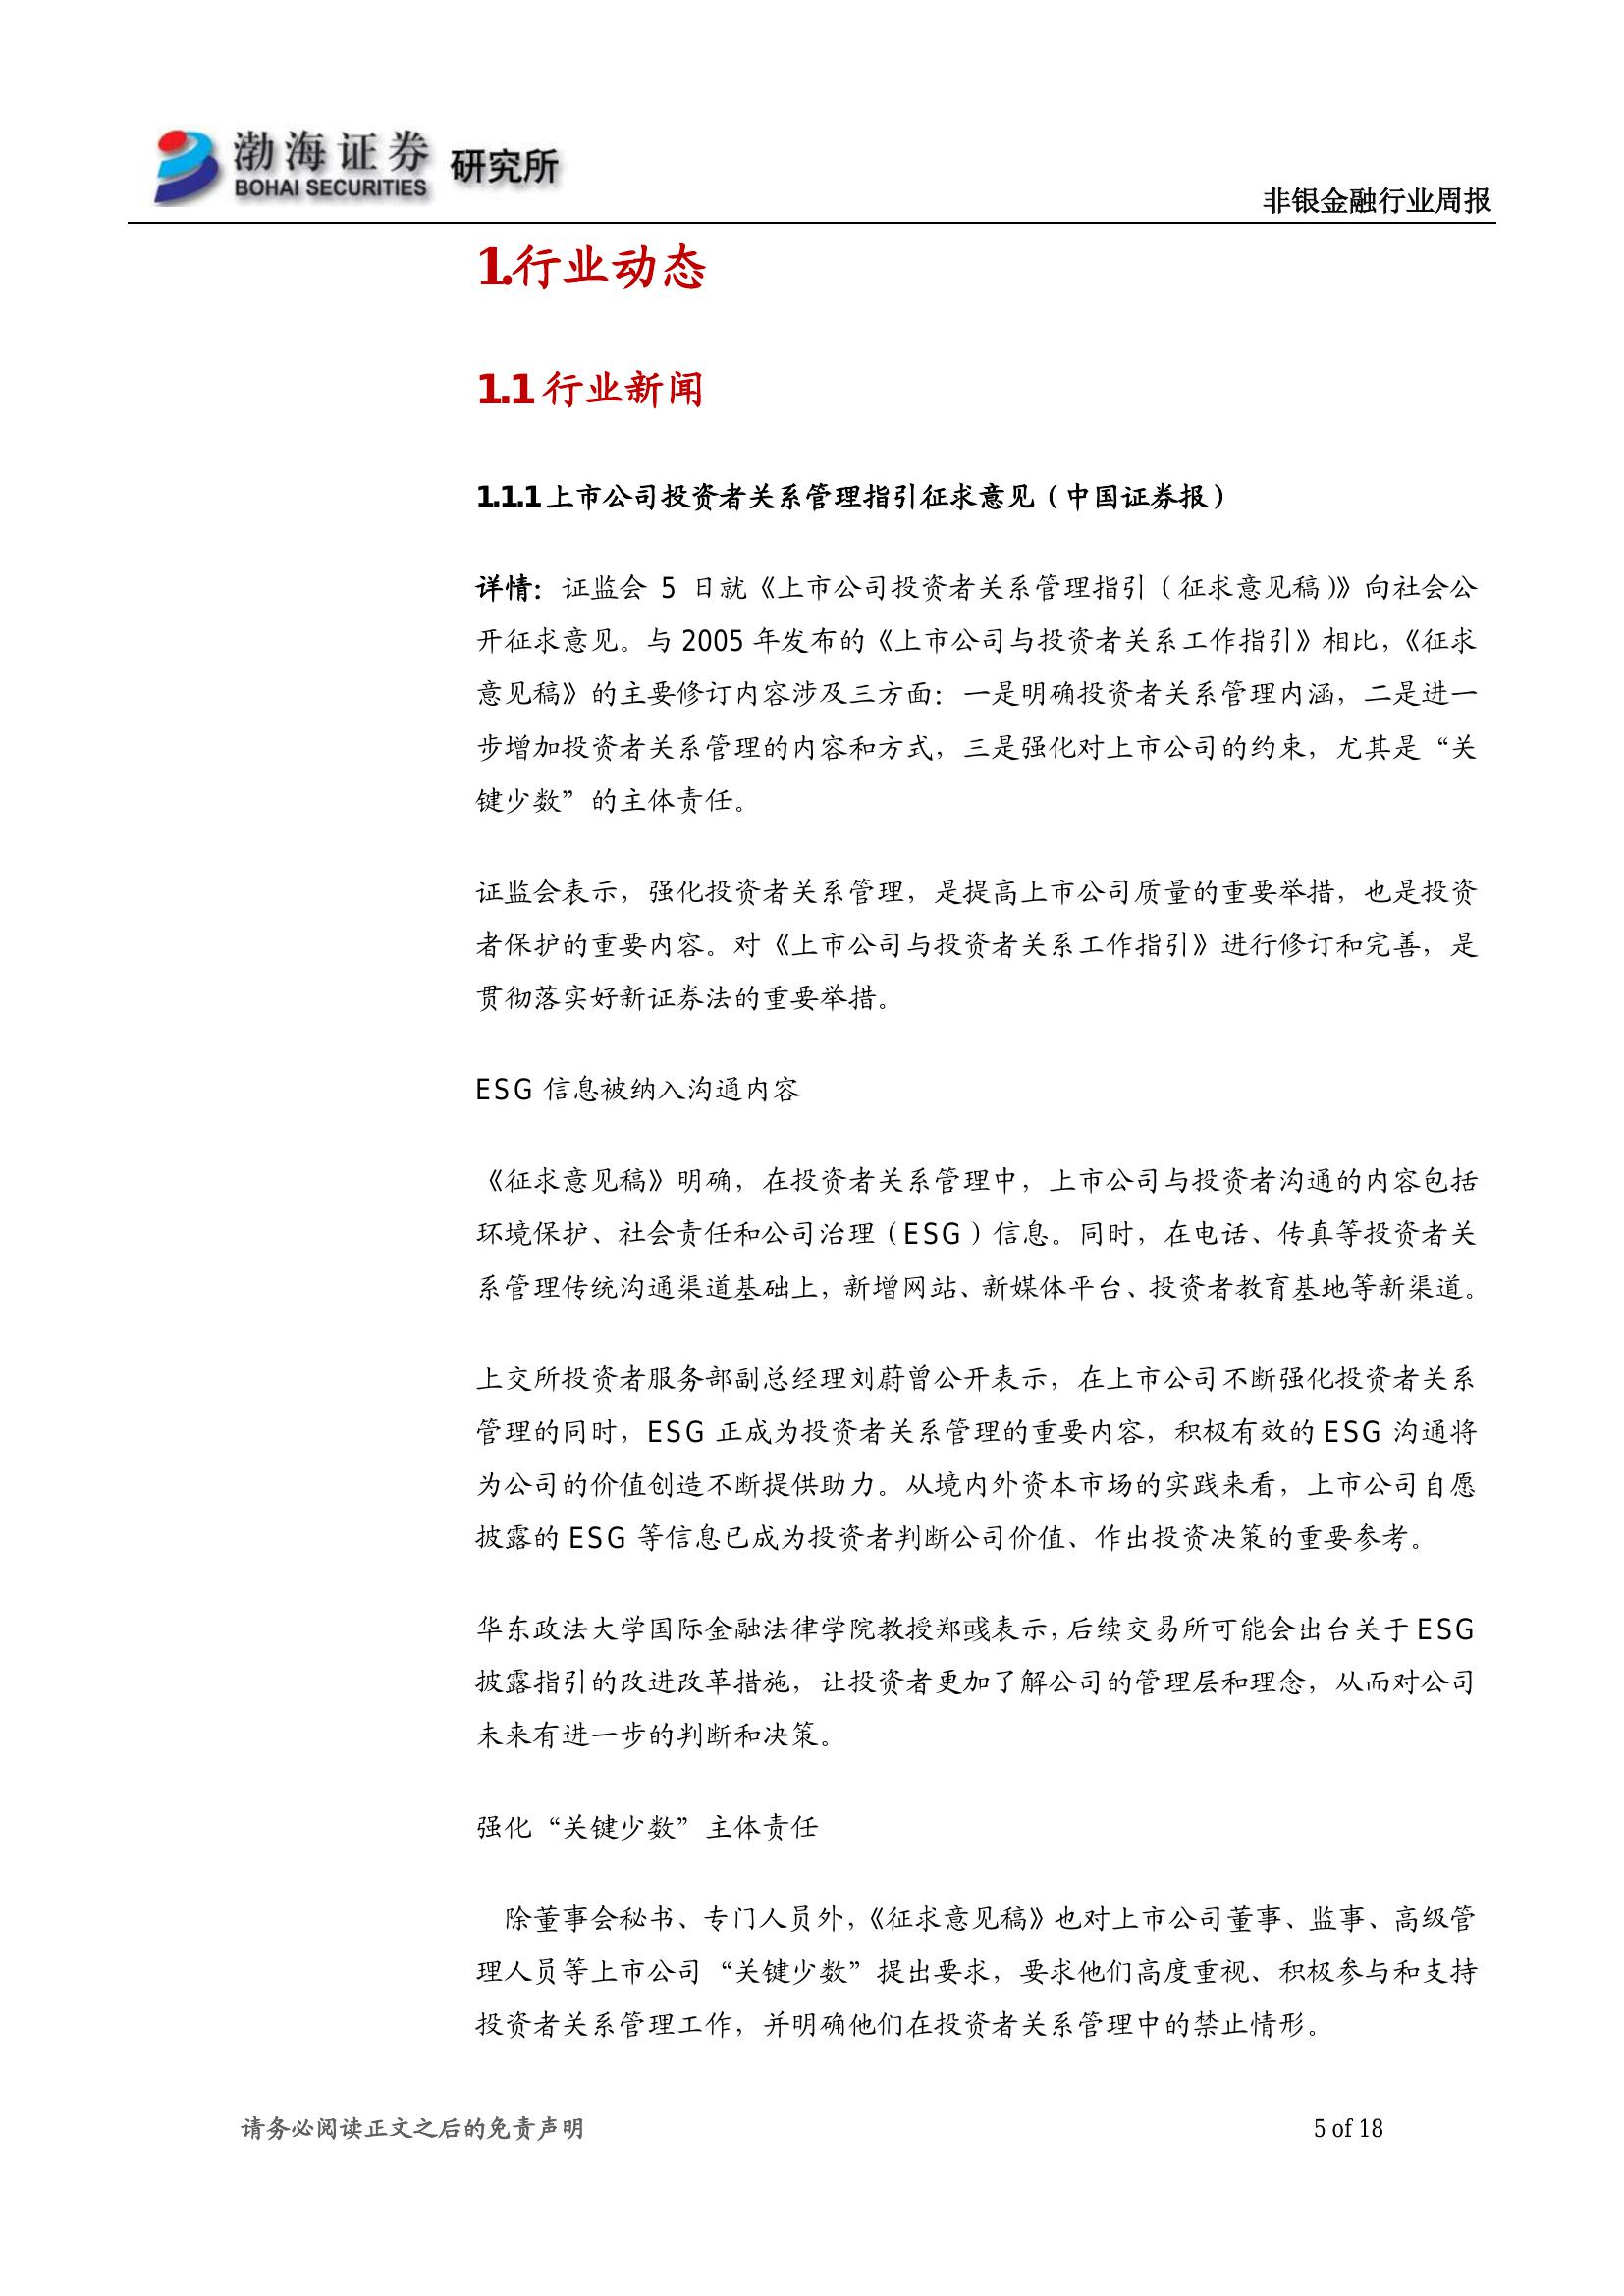 渤海证券
BOHAI SECURITIES
研究所
非银金融行业周报
1.行业动态
1.1 行业新闻
1.1.1 上市公司投资者关系管理指引征求意见（中国证券报）
详情：证监会 5 日就《上市公司投资者关系管理指引（征求意见稿）》向社会公
开征求意见。与 2005 年发布的《上市公司与投资者关系工作指引》相比，《征求
意见稿》的主要修订内容涉及三方面：一是明确投资者关系管理内涵，二是进一
步增加投资者关系管理的内容和方式，三是强化对上市公司的约束，尤其是“关
键少数”的主体责任。
证监会表示，强化投资者关系管理，是提高上市公司质量的重要举措，也是投资
者保护的重要内容。对《上市公司与投资者关系工作指引》进行修订和完善，是
贯彻落实好新证券法的重要举措。
ESG 信息被纳入沟通内容
《征求意见稿》明确，在投资者关系管理中，上市公司与投资者沟通的内容包括
环境保护、社会责任和公司治理（ESG）信息。同时，在电话、传真等投资者关
系管理传统沟通渠道基础上，新增网站、新媒体平台、投资者教育基地等新渠道。
上交所投资者服务部副总经理刘蔚曾公开表示，在上市公司不断强化投资者关系
管理的同时，ESG 正成为投资者关系管理的重要内容，积极有效的 ESG 沟通将
为公司的价值创造不断提供助力。从境内外资本市场的实践来看，上市公司自愿
披露的 ESG 等信息已成为投资者判断公司价值、作出投资决策的重要参考。
华东政法大学国际金融法律学院教授郑彧表示，后续交易所可能会出台关于 ESG
披露指引的改进改革措施，让投资者更加了解公司的管理层和理念，从而对公司
未来有进一步的判断和决策。
强化“关键少数”主体责任
除董事会秘书、专门人员外，《征求意见稿》也对上市公司董事、监事、高级管
理人员等上市公司“关键少数”提出要求，要求他们高度重视、积极参与和支持
投资者关系管理工作，并明确他们在投资者关系管理中的禁止情形。
请务必阅读正文之后的免责声明
5 of 18